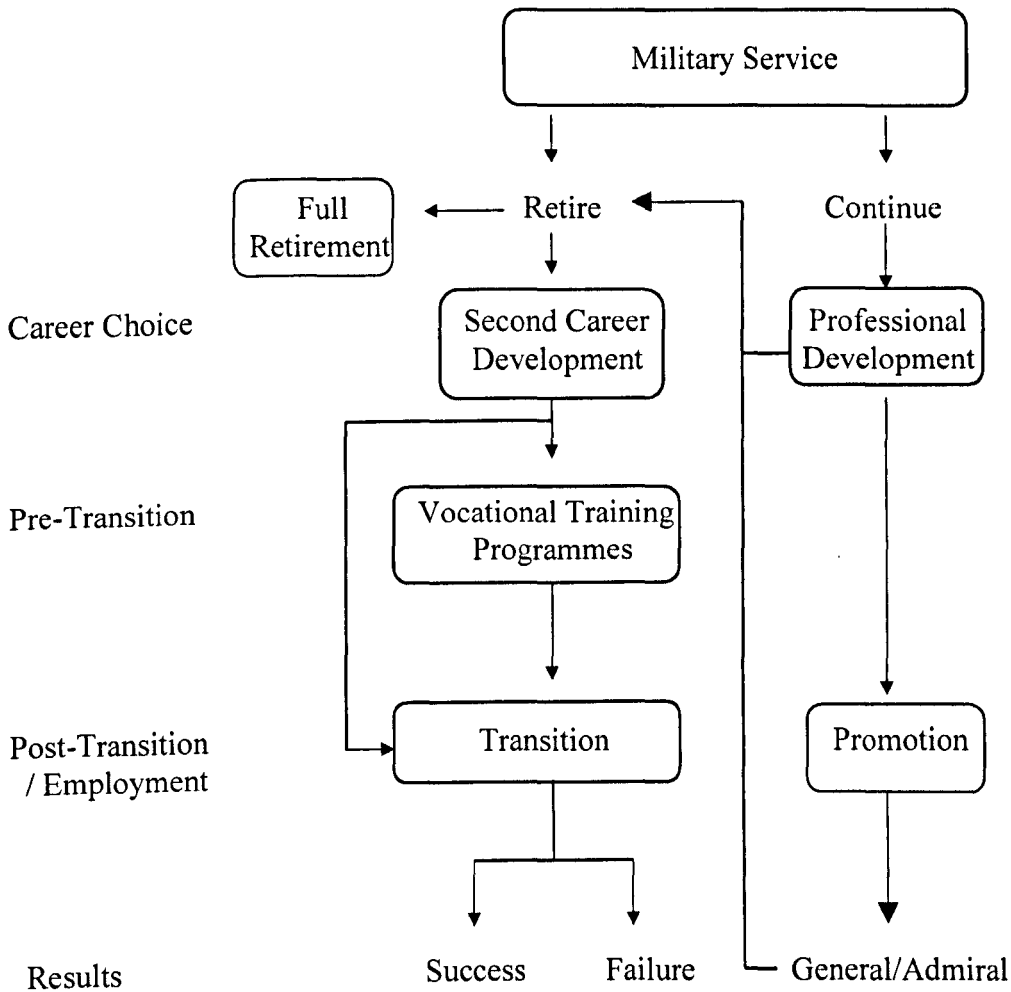 Military Service
Full
Retirement
Retire
Continue
Career Choice
Second Career
Development
Professional
Development
Pre-Transition
Vocational Training
Programmes
Post-Transition
/ Employment
Transition
Promotion
Results
Success
Failure
General/Admiral